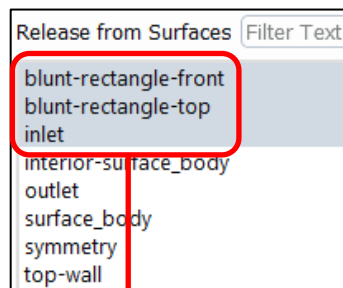 Release from Surfaces Filter Text
blunt-rectangle-front
blunt-rectangle-top
inlet
interior-surface_body
outlet
surface_body
symmetry
top-wall